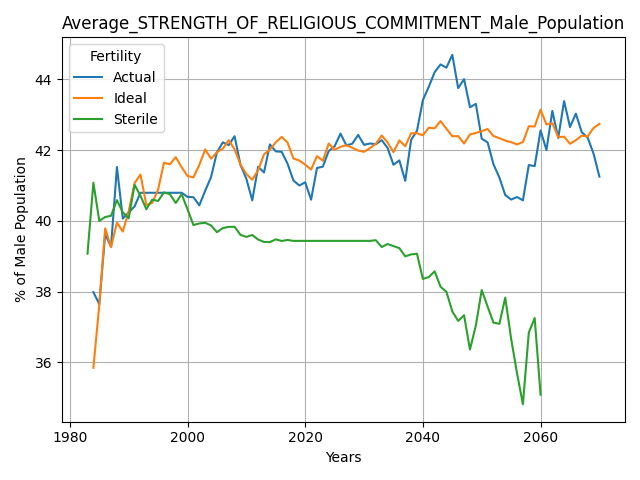 Average_STRENGTH_OF_RELIGIOUS_COMMITMENT_Male_Population
Fertility
Actual
Ideal
Sterile
% of Male Population
44
42
40
38
36
1980
2000
2020
2040
2060
Years